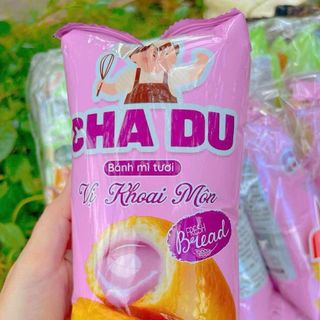 CHA DU
Bánh mì tươi
Vị Khoai Môn
FRESH
Bread